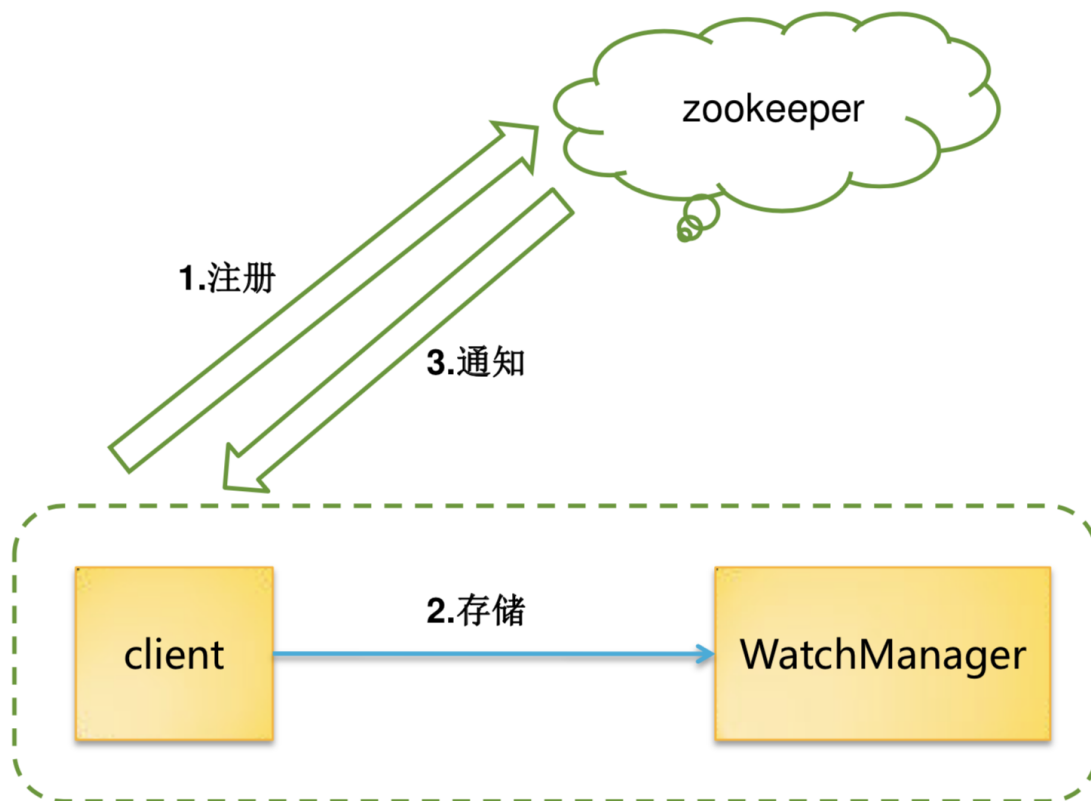 zookeeper
1.注册
3.通知
2.存储
client
WatchManager